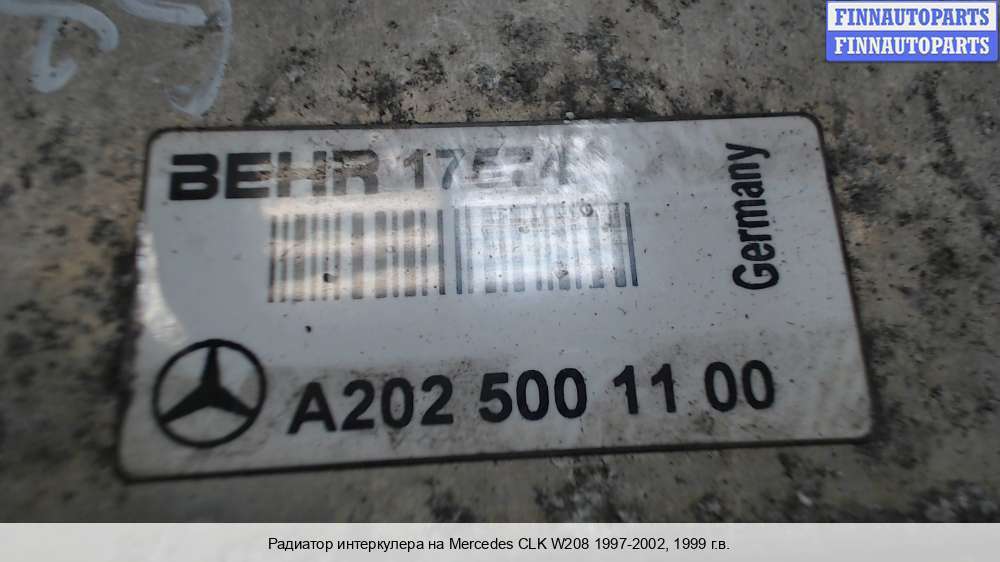 FINNAUTOPARTS
FINNAUTOPARTS
BEHR
Germany
A202 500 11 00
Радиатор интеркулера на Mercedes CLK W208 1997-2002, 1999 г.в.